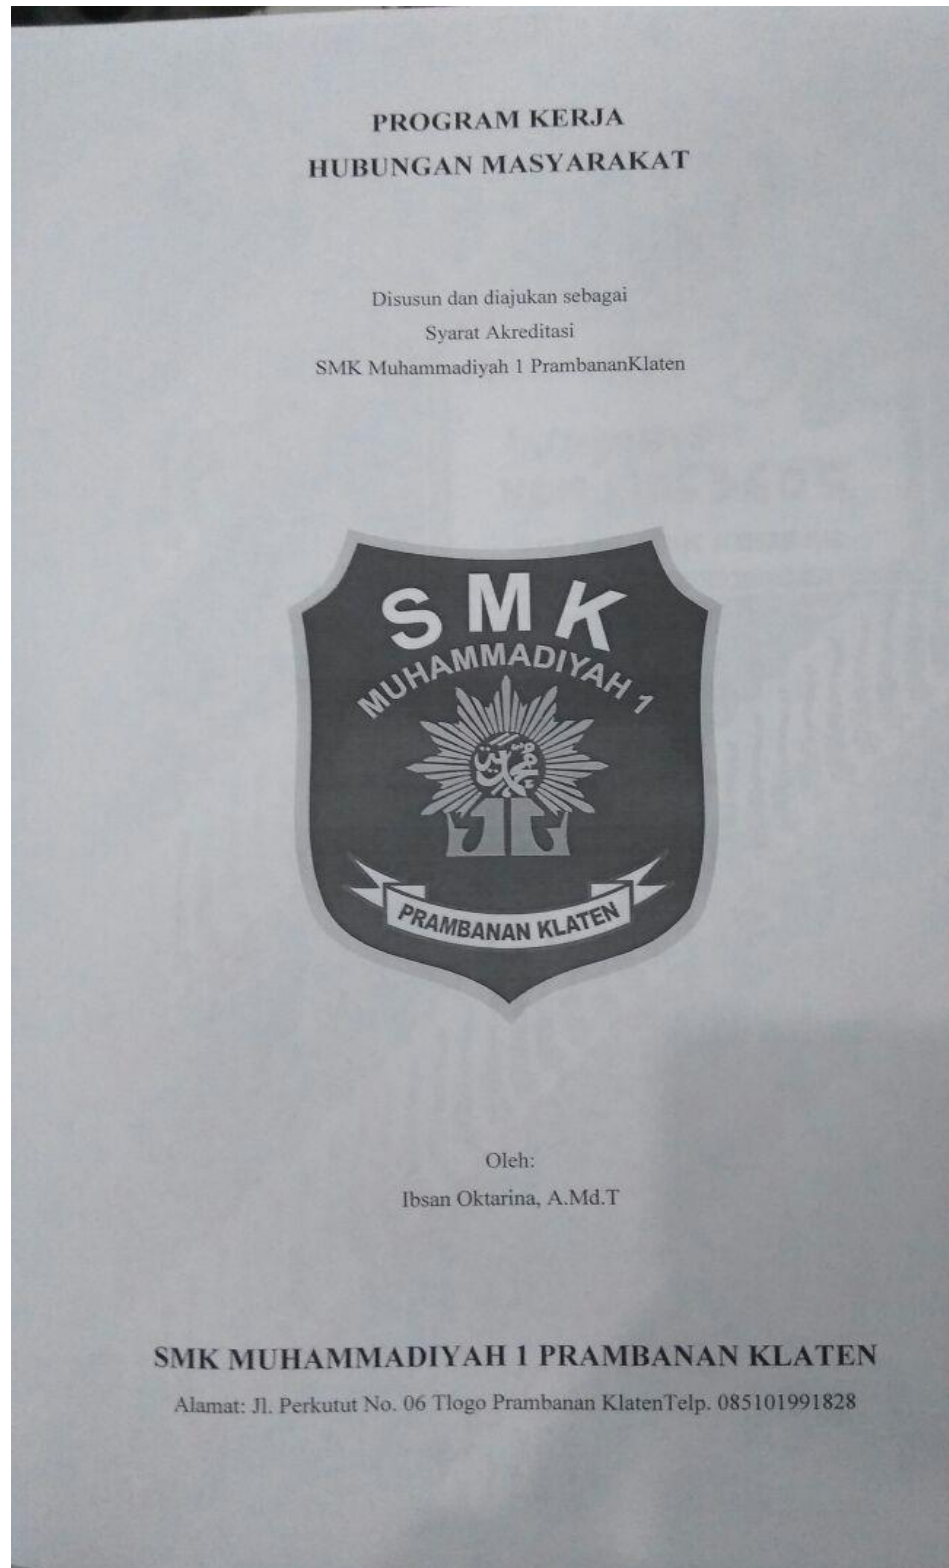 PROGRAM KERJA
HUBUNGAN MASYARAKAT
Disusun dan diajukan sebagai
Syarat Akreditasi
SMK Muhammadiyah 1 PrambananKlaten
SMK
MUHAMMADIYAH 1
PRAMBANAN KLATEN
Oleh:
Ibsan Oktarina, A.Md.T
SMK MUHAMMADIYAH 1 PRAMBANAN KLATEN
Alamat: Jl. Perkutut No. 06 Tlogo Prambanan KlatenTelp. 085101991828